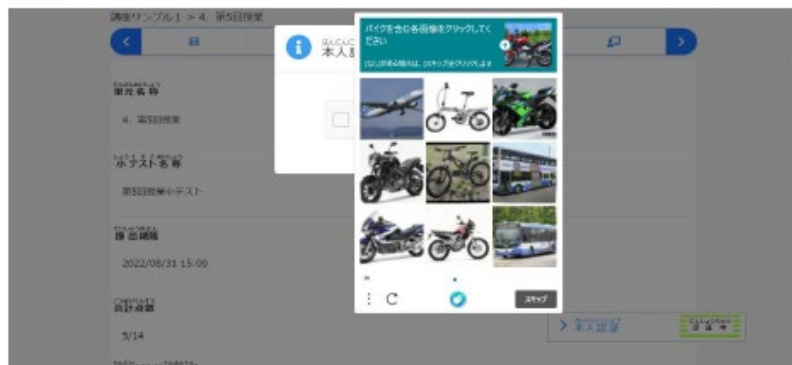 講座サンプル1 > 4. 第5回授業
本人認
バイクを含む各画像をクリックしてく
ださい
単元名称
4. 第5回授業
小テスト名称
第5回授業小テスト
提出期限
2022/08/31 15:00
合計点数
5/14
スキップ
本人認証